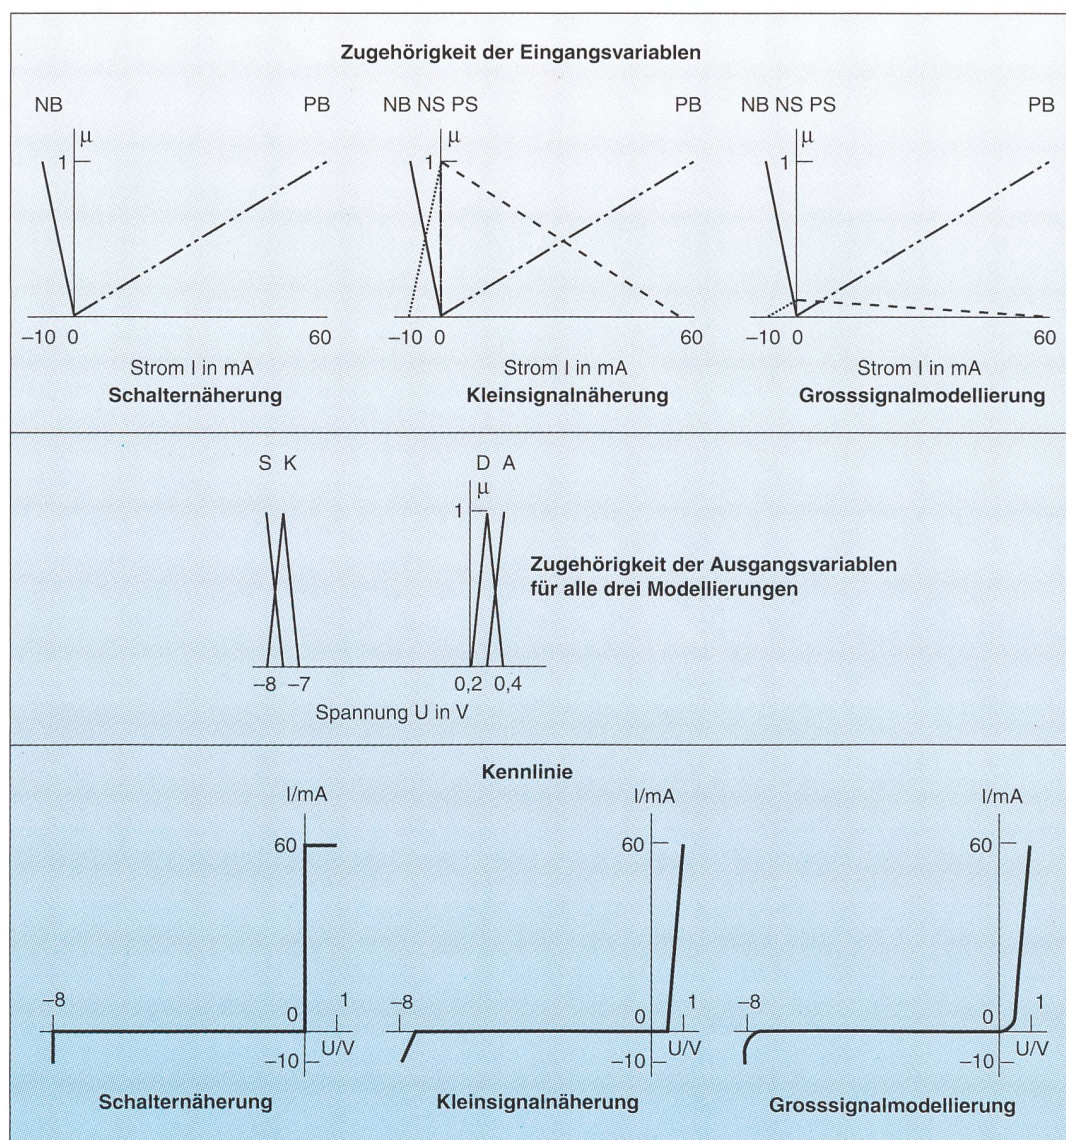 Zugehörigkeit der Eingangsvariablen
NB PB NB NS PS PB NB NS PS PB
μ μ μ
1 1 1
–10 0 60 –10 0 60 –10 0 60
Strom I in mA Strom I in mA Strom I in mA
Schalternäherung Kleinsignalnäherung Grosssignalmodellierung
S K D A
μ
1
Zugehörigkeit der Ausgangsvariablen
für alle drei Modellierungen
–8 –7 0,2 0,4
Spannung U in V
Kennlinie
I/mA I/mA I/mA
60 60 60
–8 0 1 –8 0 1 –8 0 1
–10 U/V –10 U/V –10 U/V
Schalternäherung Kleinsignalnäherung Grosssignalmodellierung